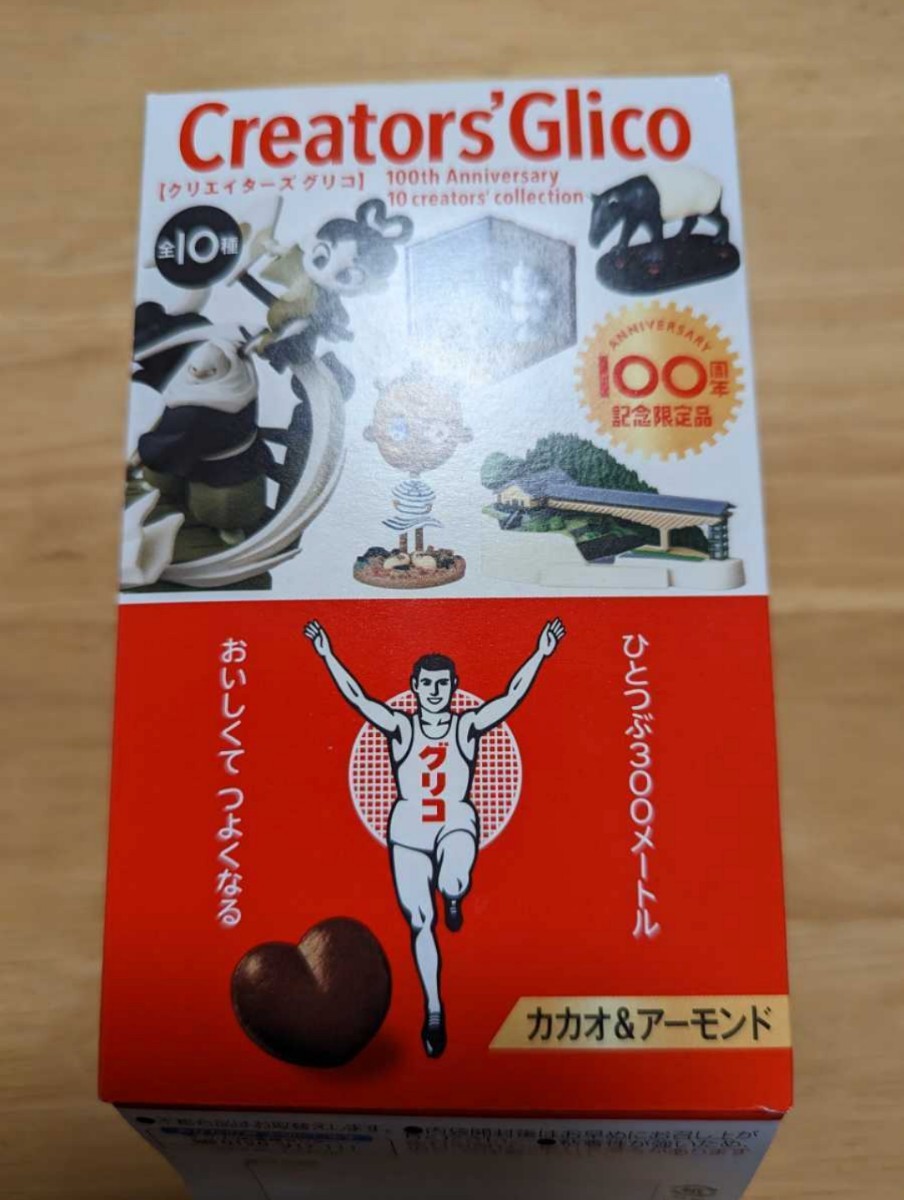 Creators'Glico
【クリエイターズ グリコ】
100th Anniversary
10 creators' collection
全10種
ANNIVERSARY
100周年
記念限定品
ひとつぶ300メートル
おいしくて つよくなる
グリコ
カカオ&アーモンド